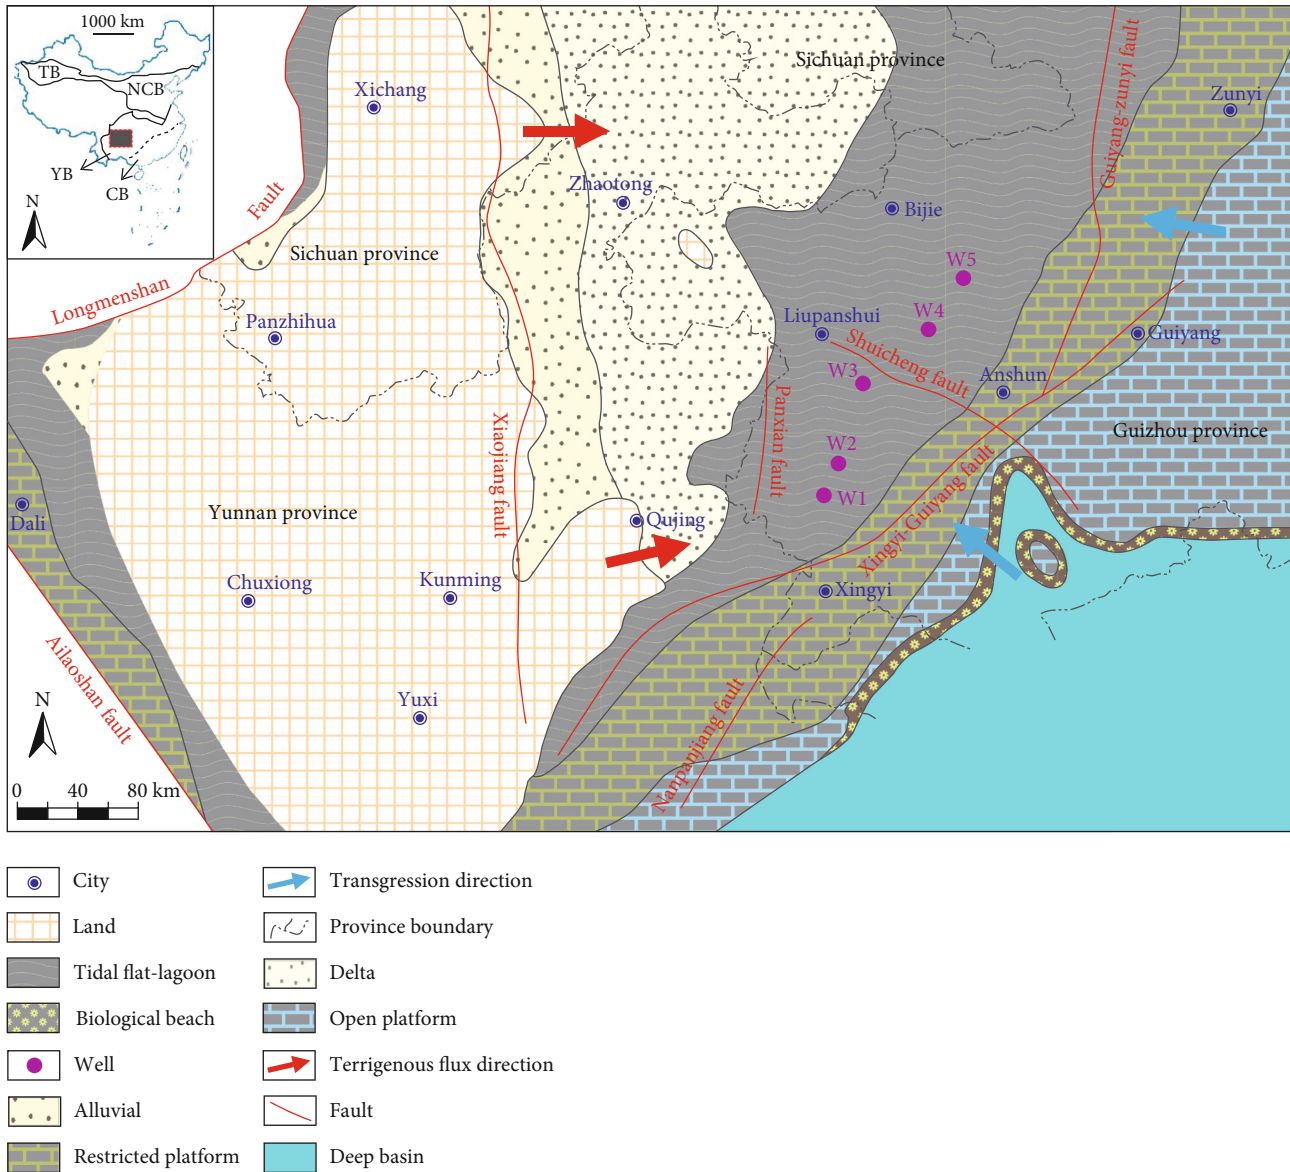 1000 km
TB
NCB
YB
CB
N
Sichuan province
Guiyang-zunyi fault
Xichang
Zunyi
Zhaotong
Fault
Bijie
Sichuan province
W5
Longmenshan
W4
Panzhihua
Liupanshui
Shuicheng fault
Guiyang
W3
Anshun
Panxian fault
Xiaojiang fault
Guizhou province
W2
W1
Xingyi-Guiyang fault
Dali
Yunnan province
Qujing
Chuxiong
Kunming
Xingyi
Ailaoshan fault
Yuxi
Nanpanjiang fault
N
0 80 km
City
Transgression direction
Land
Province boundary
Tidal flat-lagoon
Delta
Biological beach
Open platform
Well
Terrigenous flux direction
Alluvial
Fault
Restricted platform
Deep basin